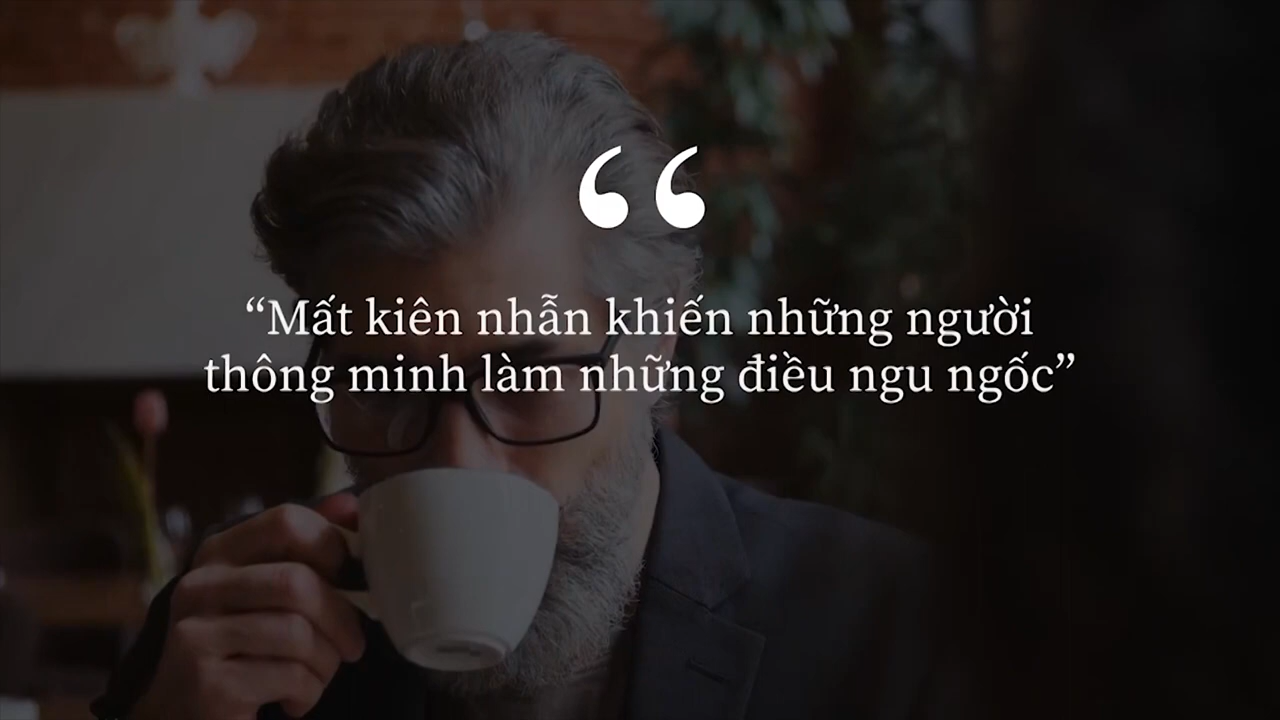 “
“Mất kiên nhẫn khiến những người
thông minh làm những điều ngu ngốc”